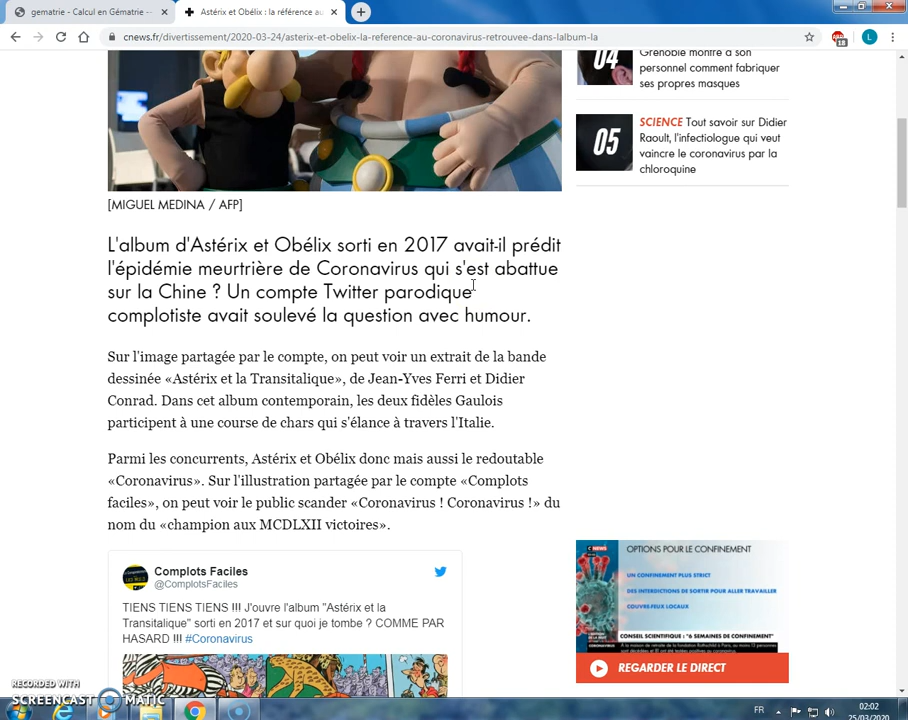 gematrie - Calcul en Gématrie -
Astérix et Obélix : la référence au
cnews.fr/divertissement/2020-03-24/asterix-et-obelix-la-reference-au-coronavirus-retrouvee-dans-lalbum-la
18
L
[MIGUEL MEDINA / AFP]
L'album d'Astérix et Obélix sorti en 2017 avait-il prédit
l'épidémie meurtrière de Coronavirus qui s'est abattue
sur la Chine ? Un compte Twitter parodique
complotiste avait soulevé la question avec humour.
Sur l'image partagée par le compte, on peut voir un extrait de la bande
dessinée «Astérix et la Transitalique», de Jean-Yves Ferri et Didier
Conrad. Dans cet album contemporain, les deux fidèles Gaulois
participent à une course de chars qui s'élance à travers l'Italie.
Parmi les concurrents, Astérix et Obélix donc mais aussi le redoutable
«Coronavirus». Sur l'illustration partagée par le compte «Complots
faciles», on peut voir le public scander «Coronavirus ! Coronavirus !» du
nom du «champion aux MCDLXII victoires».
Complots Faciles
@ComplotsFaciles
TIENS TIENS TIENS !!! J'ouvre l'album "Astérix et la
Transitalique" sorti en 2017 et sur quoi je tombe ? COMME PAR
HASARD !!! #Coronavirus
04
Grenoble montre à son
personnel comment fabriquer
ses propres masques
05
SCIENCE Tout savoir sur Didier
Raoult, l'infectiologue qui veut
vaincre le coronavirus par la
chloroquine
OPTIONS POUR LE CONFINEMENT
UN CONFINEMENT PLUS STRICT
DES INTERDICTIONS DE SORTIR POUR ALLER TRAVAILLER
COUVRE-FEUX LOCAUX
CONSEIL SCIENTIFIQUE : "6 SEMAINES DE CONFINEMENT"
REGARDER LE DIRECT
RECORDED WITH
SCREENCAST MATIC
FR
02:02
25/03/2020